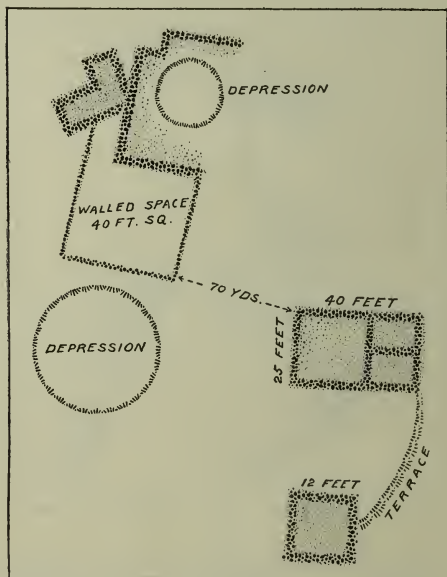 DEPRESSION
WALLED SPACE
40 FT. SQ.
70 YDS.
DEPRESSION
40 FEET
25 FEET
12 FEET
TERRACE